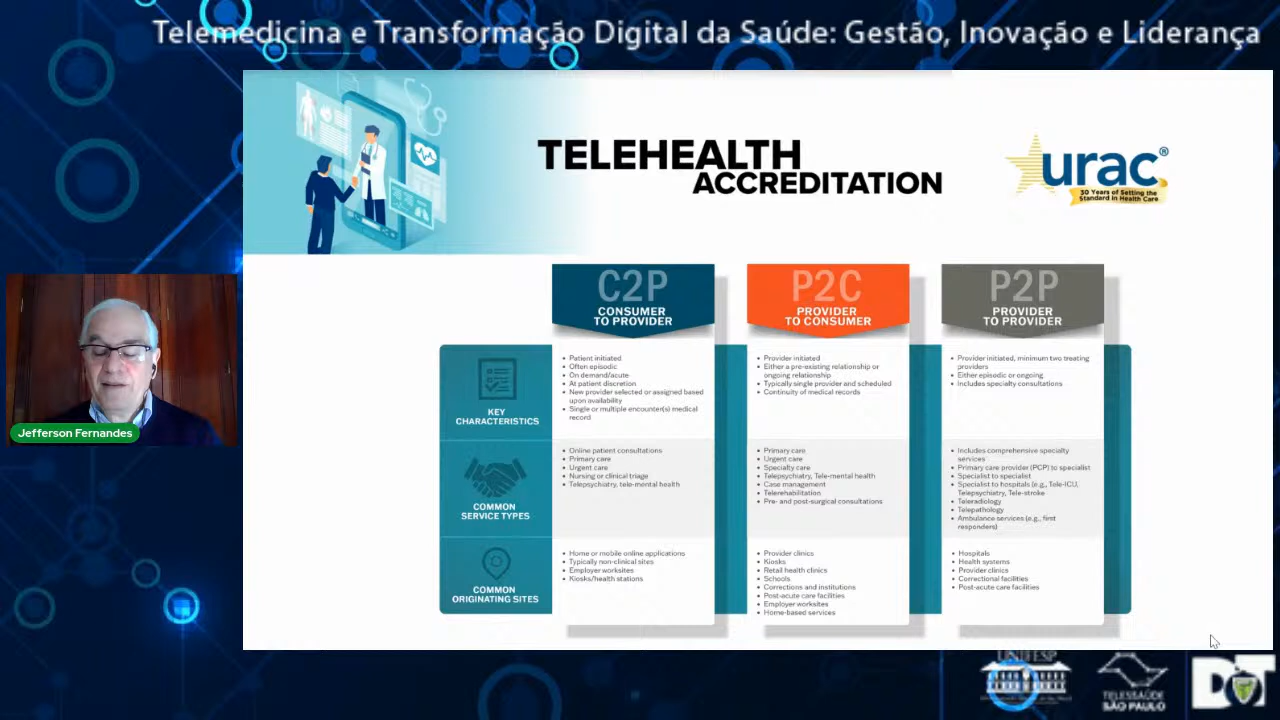 Telemedicina e Transformação Digital da Saúde: Gestão, Inovação e Liderança
TELEHEALTH
ACCREDITATION
urac®
30 Years of Setting the
Standard in Health Care
C2P
CONSUMER
TO PROVIDER
P2C
PROVIDER
TO CONSUMER
P2P
PROVIDER
TO PROVIDER
KEY
CHARACTERISTICS
• Patient initiated
• Often episodic
• On demand/acute
• At patient discretion
• New provider selected or assigned based
upon availability
• Single or multiple encounter(s) medical
record
• Provider initiated
• Either a pre-existing relationship or
ongoing relationship
• Typically single provider and scheduled
• Continuity of medical records
• Provider initiated, minimum two treating
providers
• Either episodic or ongoing
• Includes specialty consultations
COMMON
SERVICE TYPES
• Online patient consultations
• Primary care
• Urgent care
• Nursing or clinical triage
• Telepsychiatry, tele-mental health
• Primary care
• Urgent care
• Specialty care
• Telepsychiatry, Tele-mental health
• Case managament
• Telerehabilitation
• Pre- and post-surgical consultations
• Includes comprehensive specialty
services
• Primary care provider (PCP) to specialist
• Specialist to specialist
• Specialist to hospitals (e.g., Tele-ICU,
Telepsychiatry, Tele-stroke
• Teleradiology
• Telepathology
• Ambulance services (e.g., first
responders)
COMMON
ORIGINATING SITES
• Home or mobile online applications
• Typically non-clinical sites
• Employer worksites
• Kiosks/health stations
• Provider clinics
• Kiosks
• Retail health clinics
• Schools
• Corrections and institutions
• Post-acute care facilities
• Employer worksites
• Home-based services
• Hospitals
• Health systems
• Provider clinics
• Correctional facilities
• Post-acute care facilities
Jefferson Fernandes
UNIFESP
TELESSAÚDE
SÃO PAULO